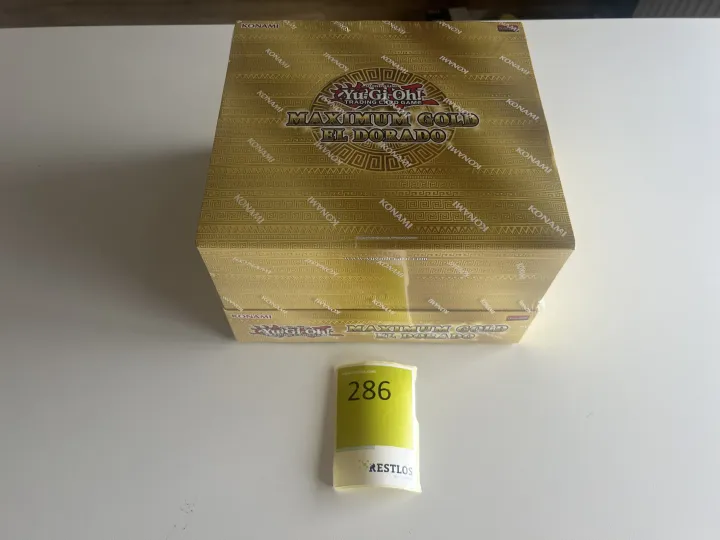 KONAMI
Yu-Gi-Oh!
TRADING CARD GAME
MAXIMUM GOLD
EL DORADO
KONAMI
Yu-Gi-Oh!
MAXIMUM GOLD
EL DORADO
286
RESTLOS